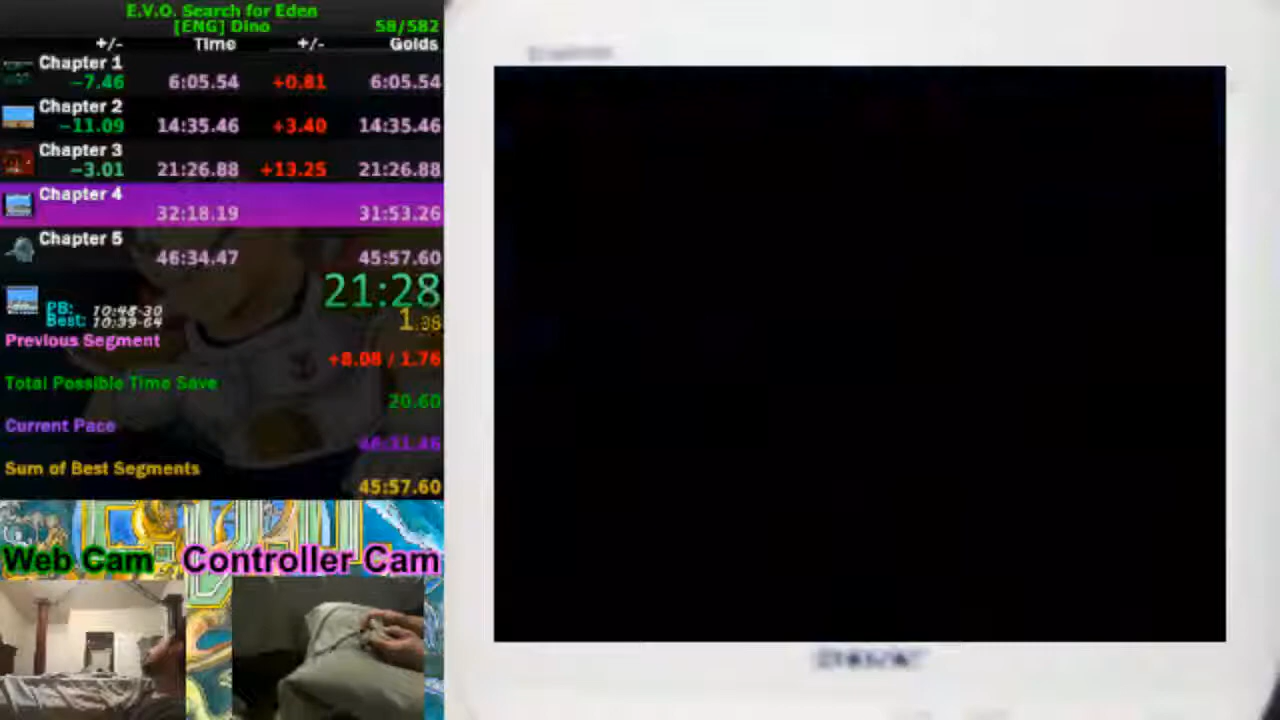 E.V.O. Search for Eden
[ENG] Dino 58/582
+/- Time +/- Golds
Chapter 1
-7.46 6:05.54 +0.81 6:05.54
Chapter 2
-11.09 14:35.46 +3.40 14:35.46
Chapter 3
-3.01 21:26.88 +13.25 21:26.88
Chapter 4
32:18.19 31:53.26
Chapter 5
46:34.47 45:57.60
21:28
PB: 10:48.30
Best: 10:39.64
Previous Segment
+8.08 / 1.76
Total Possible Time Save
20.60
Current Pace
46:31.46
Sum of Best Segments
45:57.60
Web Cam Controller Cam